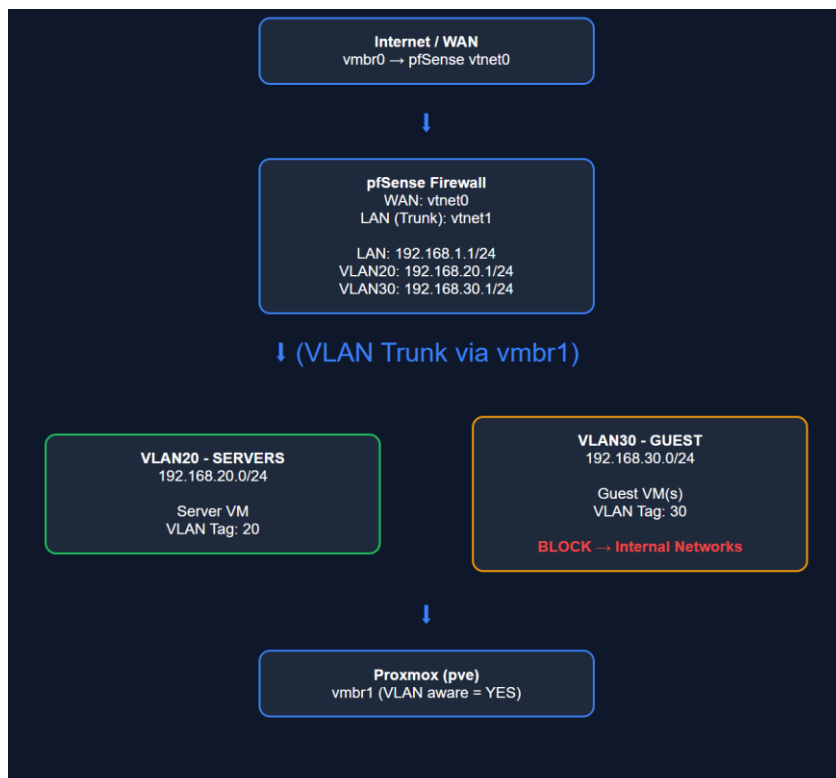 Internet / WAN
vmbr0 → pfSense vtnet0
⬇
pfSense Firewall
WAN: vtnet0
LAN (Trunk): vtnet1
LAN: 192.168.1.1/24
VLAN20: 192.168.20.1/24
VLAN30: 192.168.30.1/24
⬇ (VLAN Trunk via vmbr1)
VLAN20 - SERVERS
192.168.20.0/24
Server VM
VLAN Tag: 20
VLAN30 - GUEST
192.168.30.0/24
Guest VM(s)
VLAN Tag: 30
BLOCK → Internal Networks
⬇
Proxmox (pve)
vmbr1 (VLAN aware = YES)